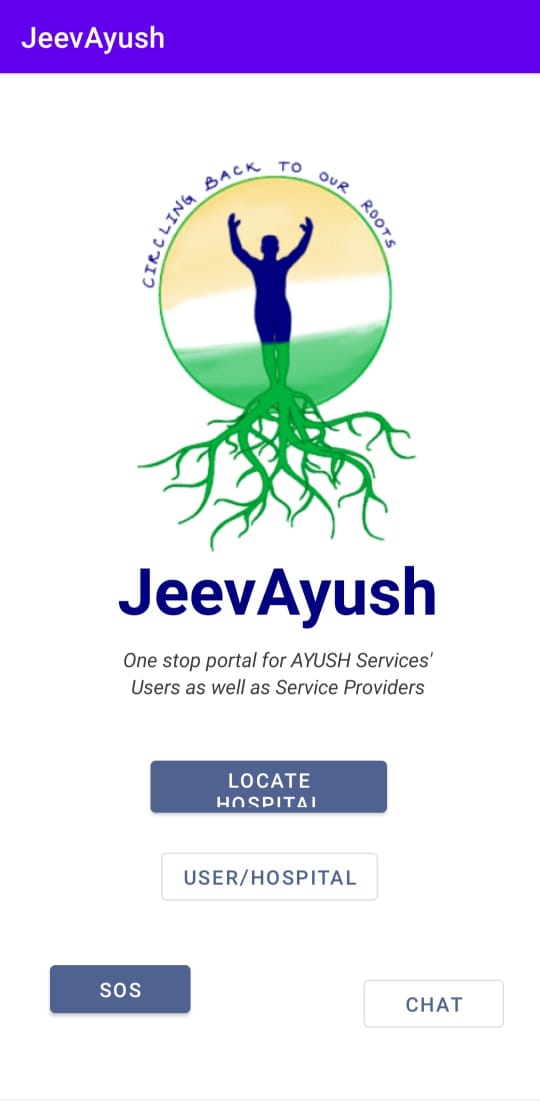 JeevAyush
CIRCLING BACK TO OUR ROOTS
JeevAyush
One stop portal for AYUSH Services'
Users as well as Service Providers
LOCATE
HOSPITAL
USER/HOSPITAL
SOS
CHAT